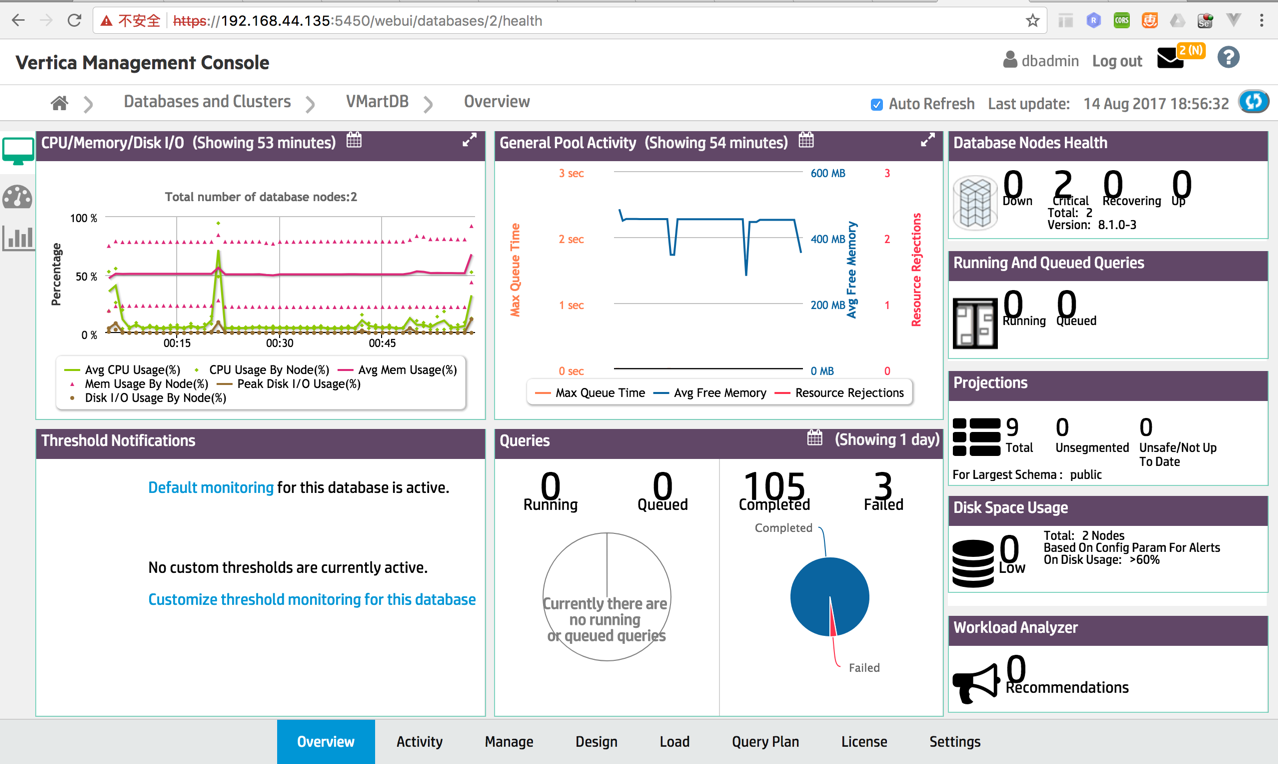 不安全 https://192.168.44.135:5450/webui/databases/2/health
Vertica Management Console
dbadmin Log out 2 (N) ?
Databases and Clusters VMartDB Overview
Auto Refresh Last update: 14 Aug 2017 18:56:32
CPU/Memory/Disk I/O (Showing 53 minutes)
Total number of database nodes:2
100 %
50 %
0 %
Percentage
00:15 00:30 00:45
Avg CPU Usage(%) CPU Usage By Node(%) Avg Mem Usage(%)
Mem Usage By Node(%) Peak Disk I/O Usage(%)
Disk I/O Usage By Node(%)
General Pool Activity (Showing 54 minutes)
3 sec 600 MB 3
2 sec 400 MB 2
1 sec 200 MB 1
0 sec 0 MB 0
Max Queue Time
Avg Free Memory
Resource Rejections
Max Queue Time Avg Free Memory Resource Rejections
Database Nodes Health
0 2 0 0
Down Critical Recovering Up
Total: 2
Version: 8.1.0-3
Running And Queued Queries
0 0
Running Queued
Projections
9 0 0
Total Unsegmented Unsafe/Not Up
To Date
For Largest Schema : public
Disk Space Usage
0
Low
Total: 2 Nodes
Based On Config Param For Alerts
On Disk Usage: >60%
Workload Analyzer
0
Recommendations
Threshold Notifications
Default monitoring for this database is active.
No custom thresholds are currently active.
Customize threshold monitoring for this database
Queries (Showing 1 day)
0 0 105 3
Running Queued Completed Failed
Currently there are
no running
or queued queries
Completed
Failed
Overview Activity Manage Design Load Query Plan License Settings